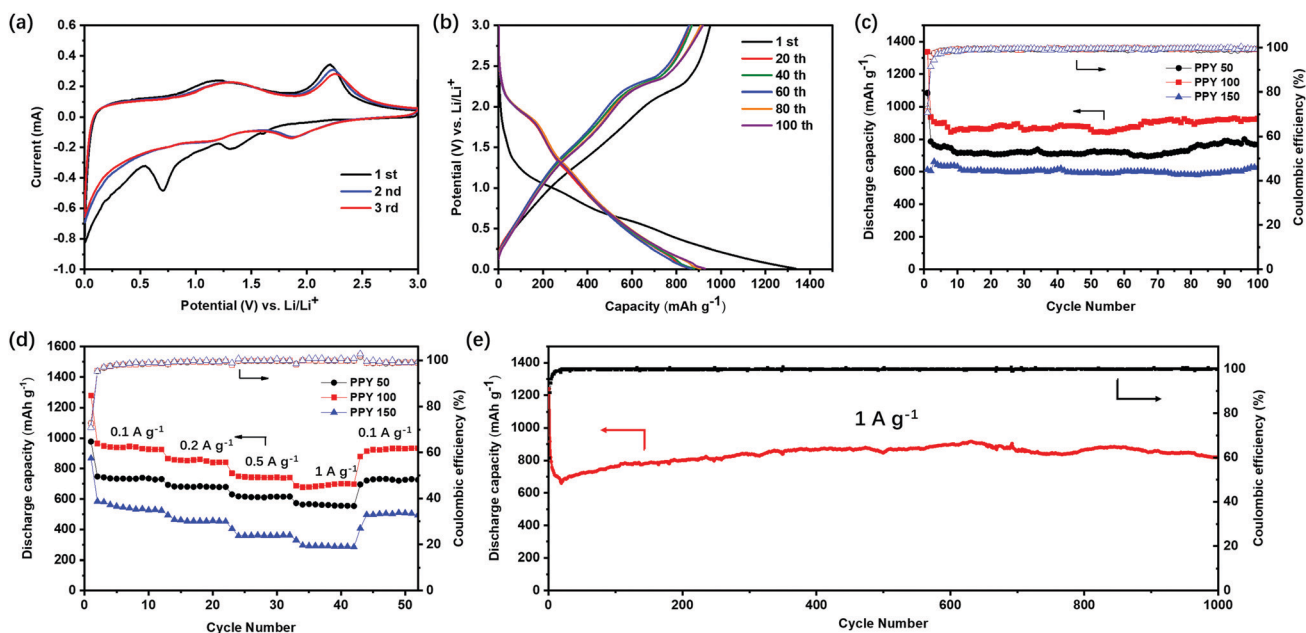 (a)
Current (mA)
0.6
0.4
0.2
0.0
-0.2
-0.4
-0.6
-0.8
-1.0
0.0 0.5 1.0 1.5 2.0 2.5 3.0
Potential (V) vs. Li/Li⁺
1 st
2 nd
3 rd
(b)
Potential (V) vs. Li/Li⁺
3.0
2.5
2.0
1.5
1.0
0.5
0.0
0 200 400 600 800 1000 1200 1400
Capacity (mAh g⁻¹)
1 st
20 th
40 th
60 th
80 th
100 th
(c)
Discharge capacity (mAh g⁻¹)
1400
1200
1000
800
600
400
200
0
0 10 20 30 40 50 60 70 80 90 100
Cycle Number
PPY 50
PPY 100
PPY 150
100
80
60
40
20
0
Coulombic efficiency (%)
(d)
Discharge capacity (mAh g⁻¹)
1600
1400
1200
1000
800
600
400
200
0
0 10 20 30 40 50
Cycle Number
PPY 50
PPY 100
PPY 150
0.1 A g⁻¹
0.2 A g⁻¹
0.5 A g⁻¹
1 A g⁻¹
0.1 A g⁻¹
100
80
60
40
20
0
Coulombic efficiency (%)
(e)
Discharge capacity (mAh g⁻¹)
1600
1400
1200
1000
800
600
400
200
0
0 200 400 600 800 1000
Cycle Number
1 A g⁻¹
100
80
60
40
20
0
Coulombic efficiency (%)